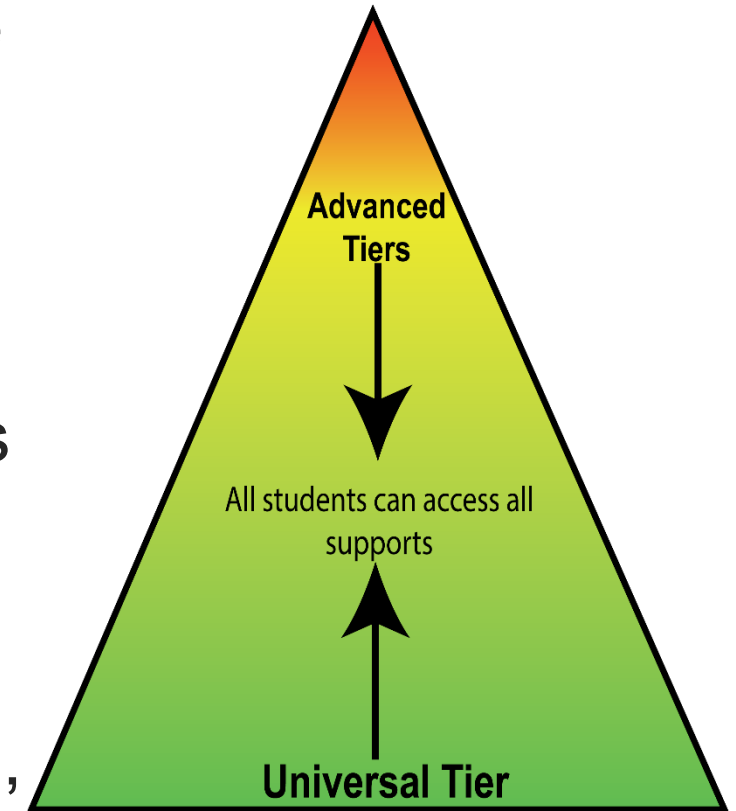 Advanced
Tiers
s
All students can access all
supports
Universal Tier
,